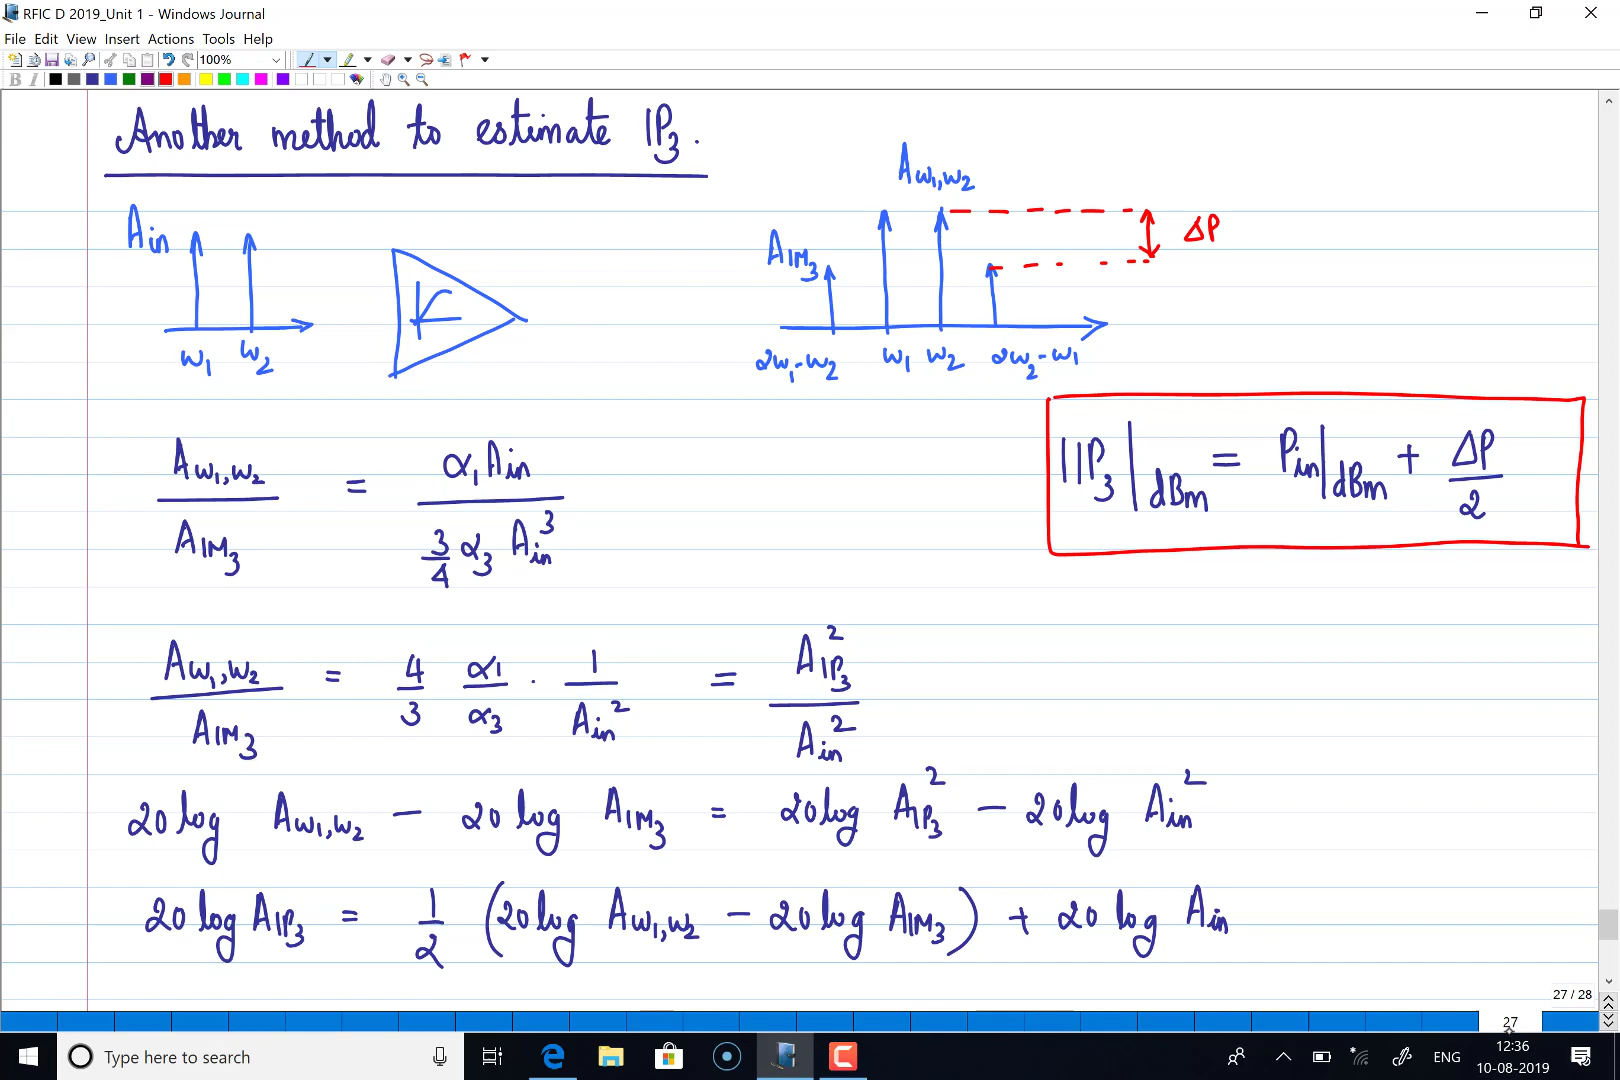 RFIC D 2019_Unit 1 - Windows Journal
File Edit View Insert Actions Tools Help
100%
B I
Another method to estimate IP3.
Ain
w1 w2
Aw1,w2
AIM3
ΔP
2w1-w2 w1 w2 2w2-w1
Aw1,w2 / AIM3 = α1 Ain / (3/4 α3 Ain^3)
IIP3|dBm = Pin|dBm + ΔP/2
Aw1,w2 / AIM3 = 4/3 α1/α3 · 1/Ain^2 = AIP3^2 / Ain^2
20 log Aw1,w2 - 20 log AIM3 = 20 log AIP3^2 - 20 log Ain^2
20 log AIP3 = 1/2 (20 log Aw1,w2 - 20 log AIM3) + 20 log Ain
27 / 28
27
Type here to search
ENG
12:36
10-08-2019